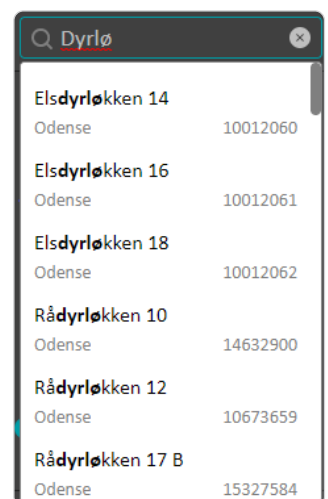 Dyrlø
Elsdyrløkken 14
Odense 10012060
Elsdyrløkken 16
Odense 10012061
Elsdyrløkken 18
Odense 10012062
Rådyrløkken 10
Odense 14632900
Rådyrløkken 12
Odense 10673659
Rådyrløkken 17 B
Odense 15327584